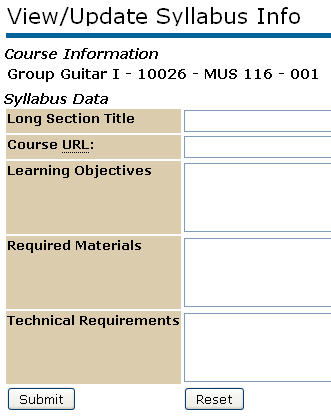 View/Update Syllabus Info
Course Information
Group Guitar I - 10026 - MUS 116 - 001
Syllabus Data
Long Section Title
Course URL:
Learning Objectives
Required Materials
Technical Requirements
Submit Reset